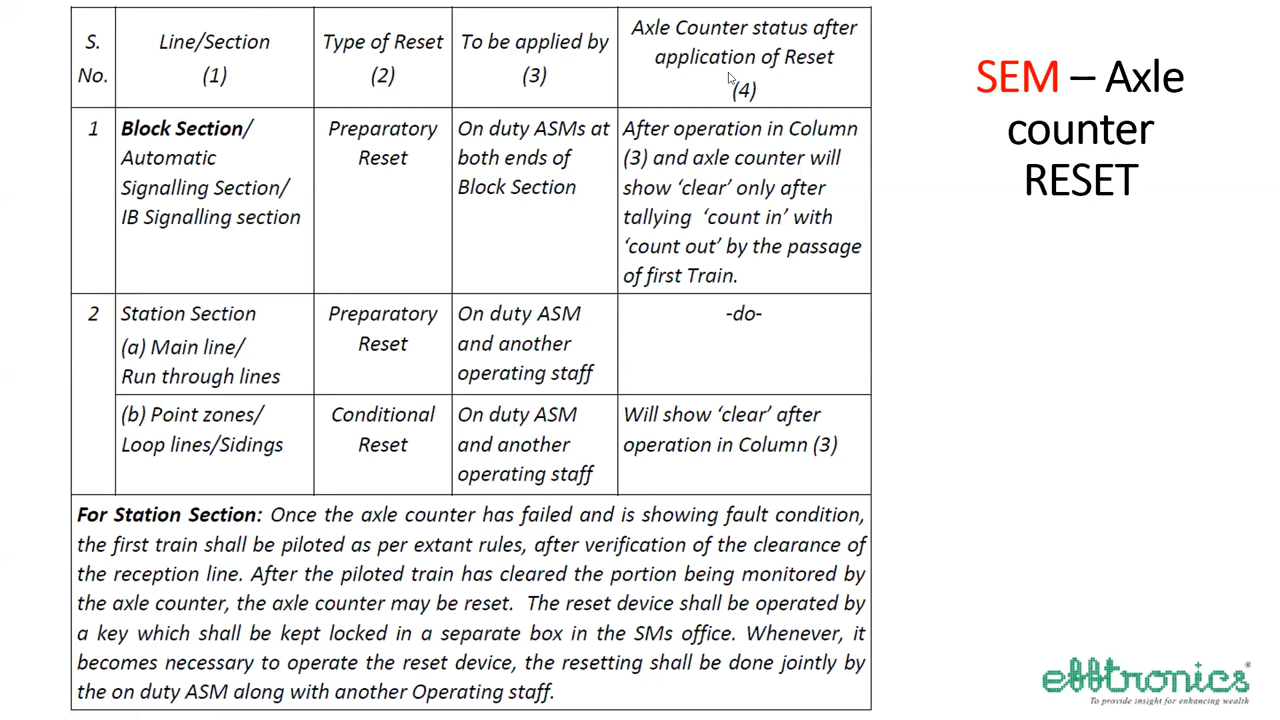 S.
No.
Line/Section
(1)
Type of Reset
(2)
To be applied by
(3)
Axle Counter status after
application of Reset
(4)
1
Block Section/
Automatic
Signalling Section/
IB Signalling section
Preparatory
Reset
On duty ASMs at
both ends of
Block Section
After operation in Column
(3) and axle counter will
show ‘clear’ only after
tallying ‘count in’ with
‘count out’ by the passage
of first Train.
2
Station Section
(a) Main line/
Run through lines
Preparatory
Reset
On duty ASM
and another
operating staff
-do-
(b) Point zones/
Loop lines/Sidings
Conditional
Reset
On duty ASM
and another
operating staff
Will show ‘clear’ after
operation in Column (3)
For Station Section: Once the axle counter has failed and is showing fault condition,
the first train shall be piloted as per extant rules, after verification of the clearance of
the reception line. After the piloted train has cleared the portion being monitored by
the axle counter, the axle counter may be reset. The reset device shall be operated by
a key which shall be kept locked in a separate box in the SMs office. Whenever, it
becomes necessary to operate the reset device, the resetting shall be done jointly by
the on duty ASM along with another Operating staff.
SEM – Axle
counter
RESET
efftronics®
To provide insight for enhancing wealth